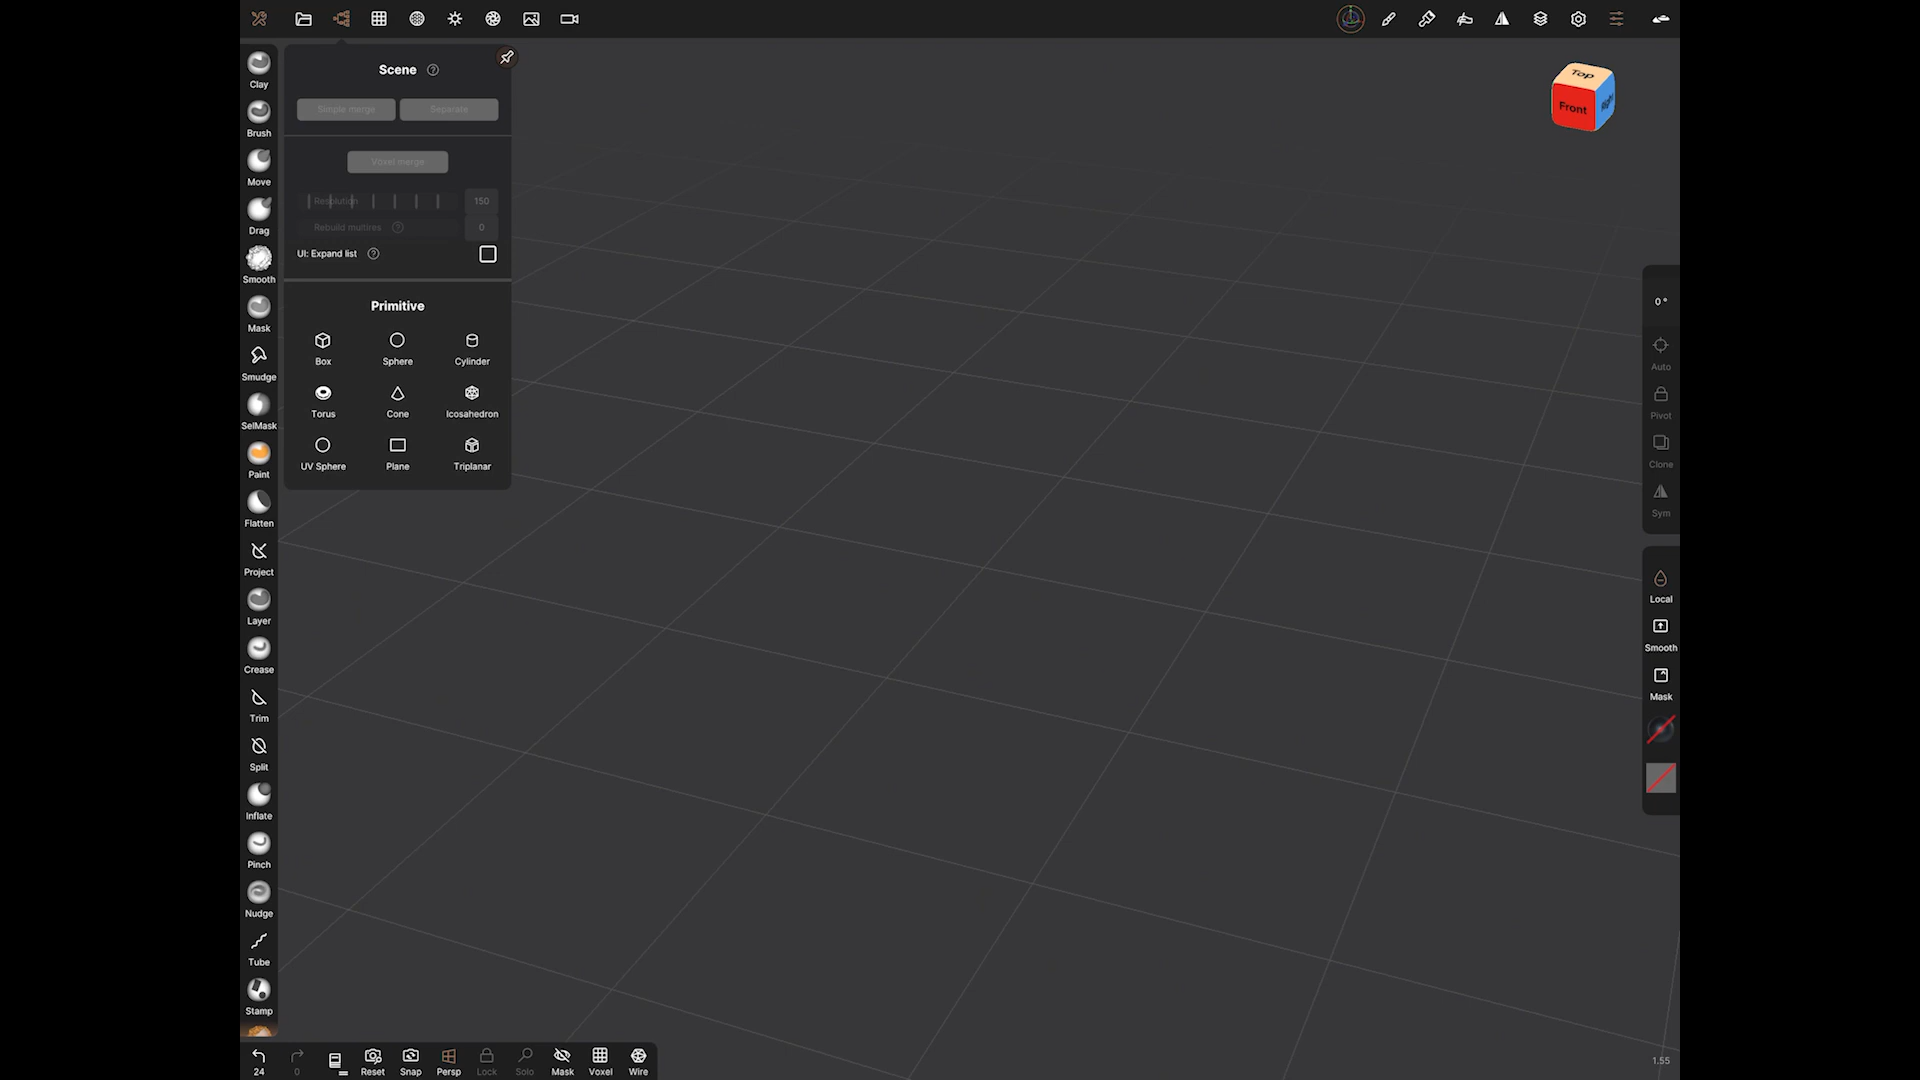 Scene
Simple merge
Separate
Voxel merge
Resolution
150
Rebuild multires
0
UI: Expand list
Primitive
Box
Sphere
Cylinder
Torus
Cone
Icosahedron
UV Sphere
Plane
Triplanar
Clay
Brush
Move
Drag
Smooth
Mask
Smudge
SelMask
Paint
Flatten
Project
Layer
Crease
Trim
Split
Inflate
Pinch
Nudge
Tube
Stamp
24
0
Reset
Snap
Persp
Lock
Solo
Mask
Voxel
Wire
Top
Front
Right
0°
Auto
Pivot
Clone
Sym
Local
Smooth
Mask
1.55